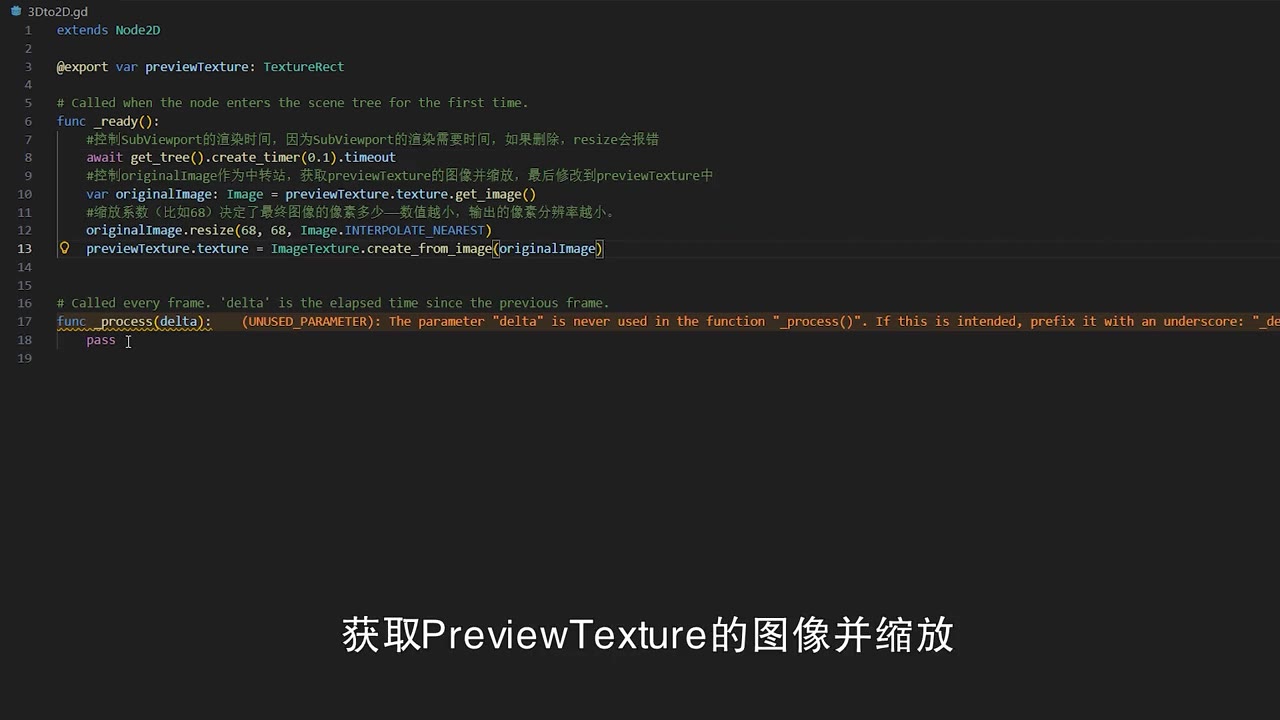 3Dto2D.gd
1 extends Node2D
2
3 @export var previewTexture: TextureRect
4
5 # Called when the node enters the scene tree for the first time.
6 func _ready():
7 #控制SubViewport的渲染时间，因为SubViewport的渲染需要时间，如果删除，resize会报错
8 await get_tree().create_timer(0.1).timeout
9 #控制originalImage作为中转站，获取previewTexture的图像并缩放，最后修改到previewTexture中
10 var originalImage: Image = previewTexture.texture.get_image()
11 #缩放系数（比如68）决定了最终图像的像素多少——数值越小，输出的像素分辨率越小。
12 originalImage.resize(68, 68, Image.INTERPOLATE_NEAREST)
13 previewTexture.texture = ImageTexture.create_from_image(originalImage)
14
15
16 # Called every frame. 'delta' is the elapsed time since the previous frame.
17 func _process(delta): (UNUSED_PARAMETER): The parameter "delta" is never used in the function "_process()". If this is intended, prefix it with an underscore: "_de
18 pass
19
获取PreviewTexture的图像并缩放